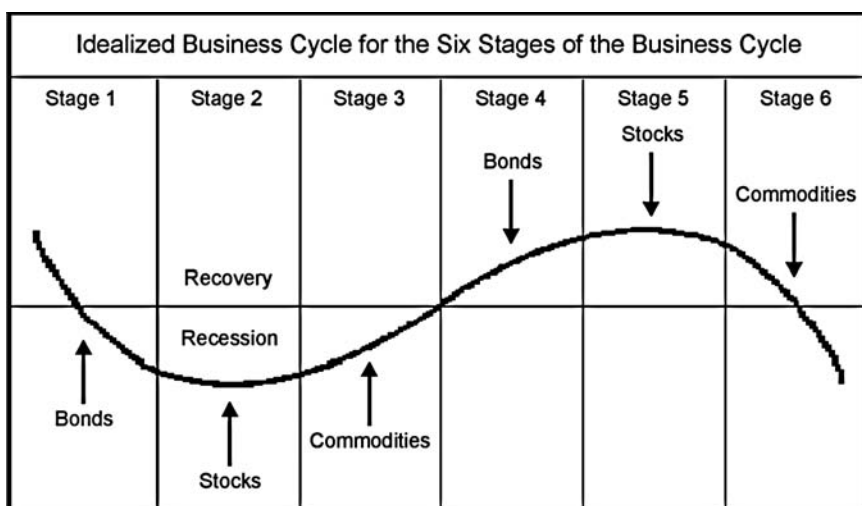 Idealized Business Cycle for the Six Stages of the Business Cycle
Stage 1
Stage 2
Stage 3
Stage 4
Stage 5
Stage 6
Bonds
Stocks
Commodities
Recovery
Recession
Bonds
Stocks
Commodities